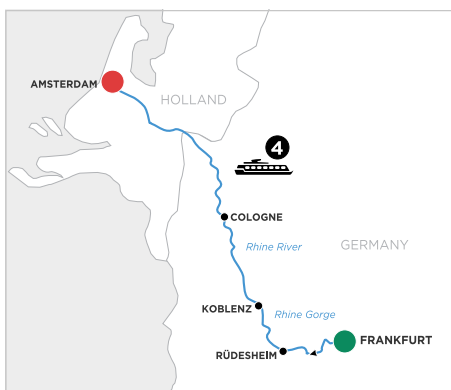 AMSTERDAM
HOLLAND
4
COLOGNE
Rhine River
GERMANY
KOBLENZ
Rhine Gorge
FRANKFURT
RÜDESHEIM